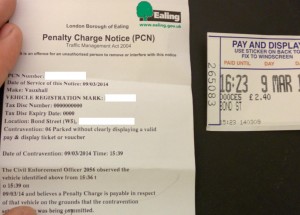 London Borough of Ealing
Ealing
www.ealing.gov.uk
Penalty Charge Notice (PCN)
Traffic Management Act 2004
It is an offence for an unauthorised person to remove or interfere with this notice
PCN Number:
Date of Service of this Notice: 09/03/2014
Make: Vauxhall
VEHICLE REGISTRATION MARK:
Tax Disc Number: 0000000000
Tax Disc Expiry Date: 0000
Location: Bond Street (W5),
Contravention: 06 Parked without clearly displaying a valid
pay & display ticket or voucher
Date of Contravention: 09/03/2014 Time: 15:39
The Civil Enforcement Officer 2056 observed the
vehicle identified above from 15:36 t
o 15:39 on
09/03/14 and believes a Penalty Charge is payable in respect
of that vehicle on the grounds that the contravention
was being
PAY AND DISPLAY
USE STICKER ON BACK TO
FIX TO WINDSCREEN
PAID UNTIL DAY
16:23 9 MAR
£2.40
BOND ST
265083